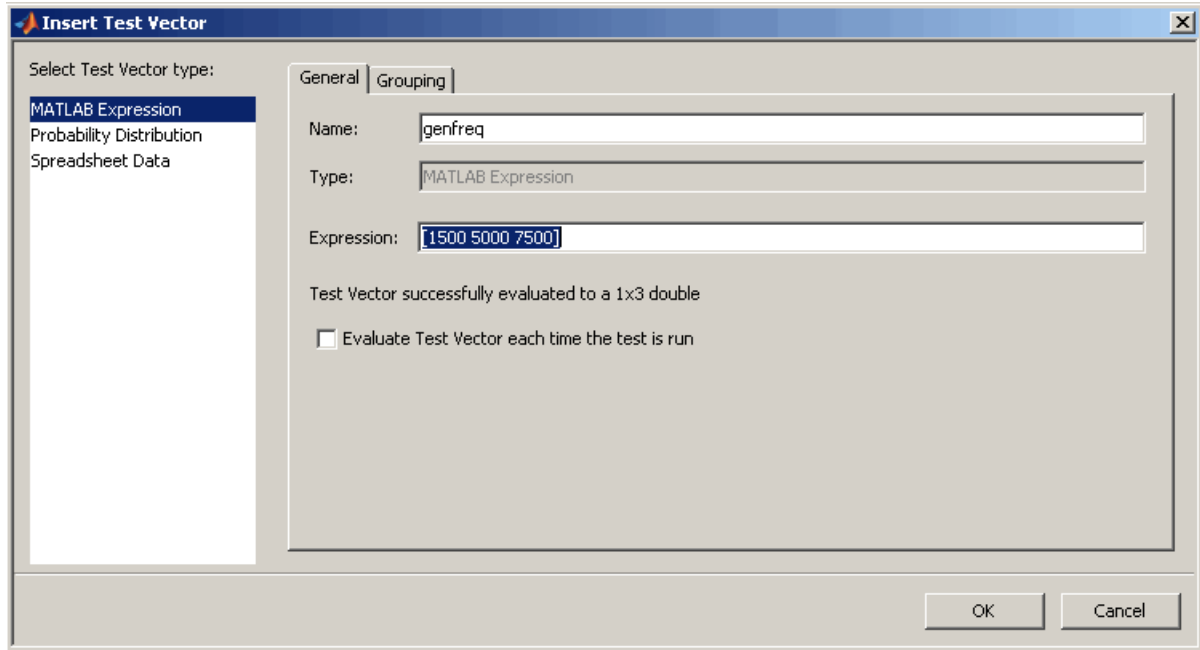 Insert Test Vector
Select Test Vector type:
MATLAB Expression
Probability Distribution
Spreadsheet Data
General
Grouping
Name:
genfreq
Type:
MATLAB Expression
Expression:
[1500 5000 7500]
Test Vector successfully evaluated to a 1x3 double
Evaluate Test Vector each time the test is run
OK
Cancel